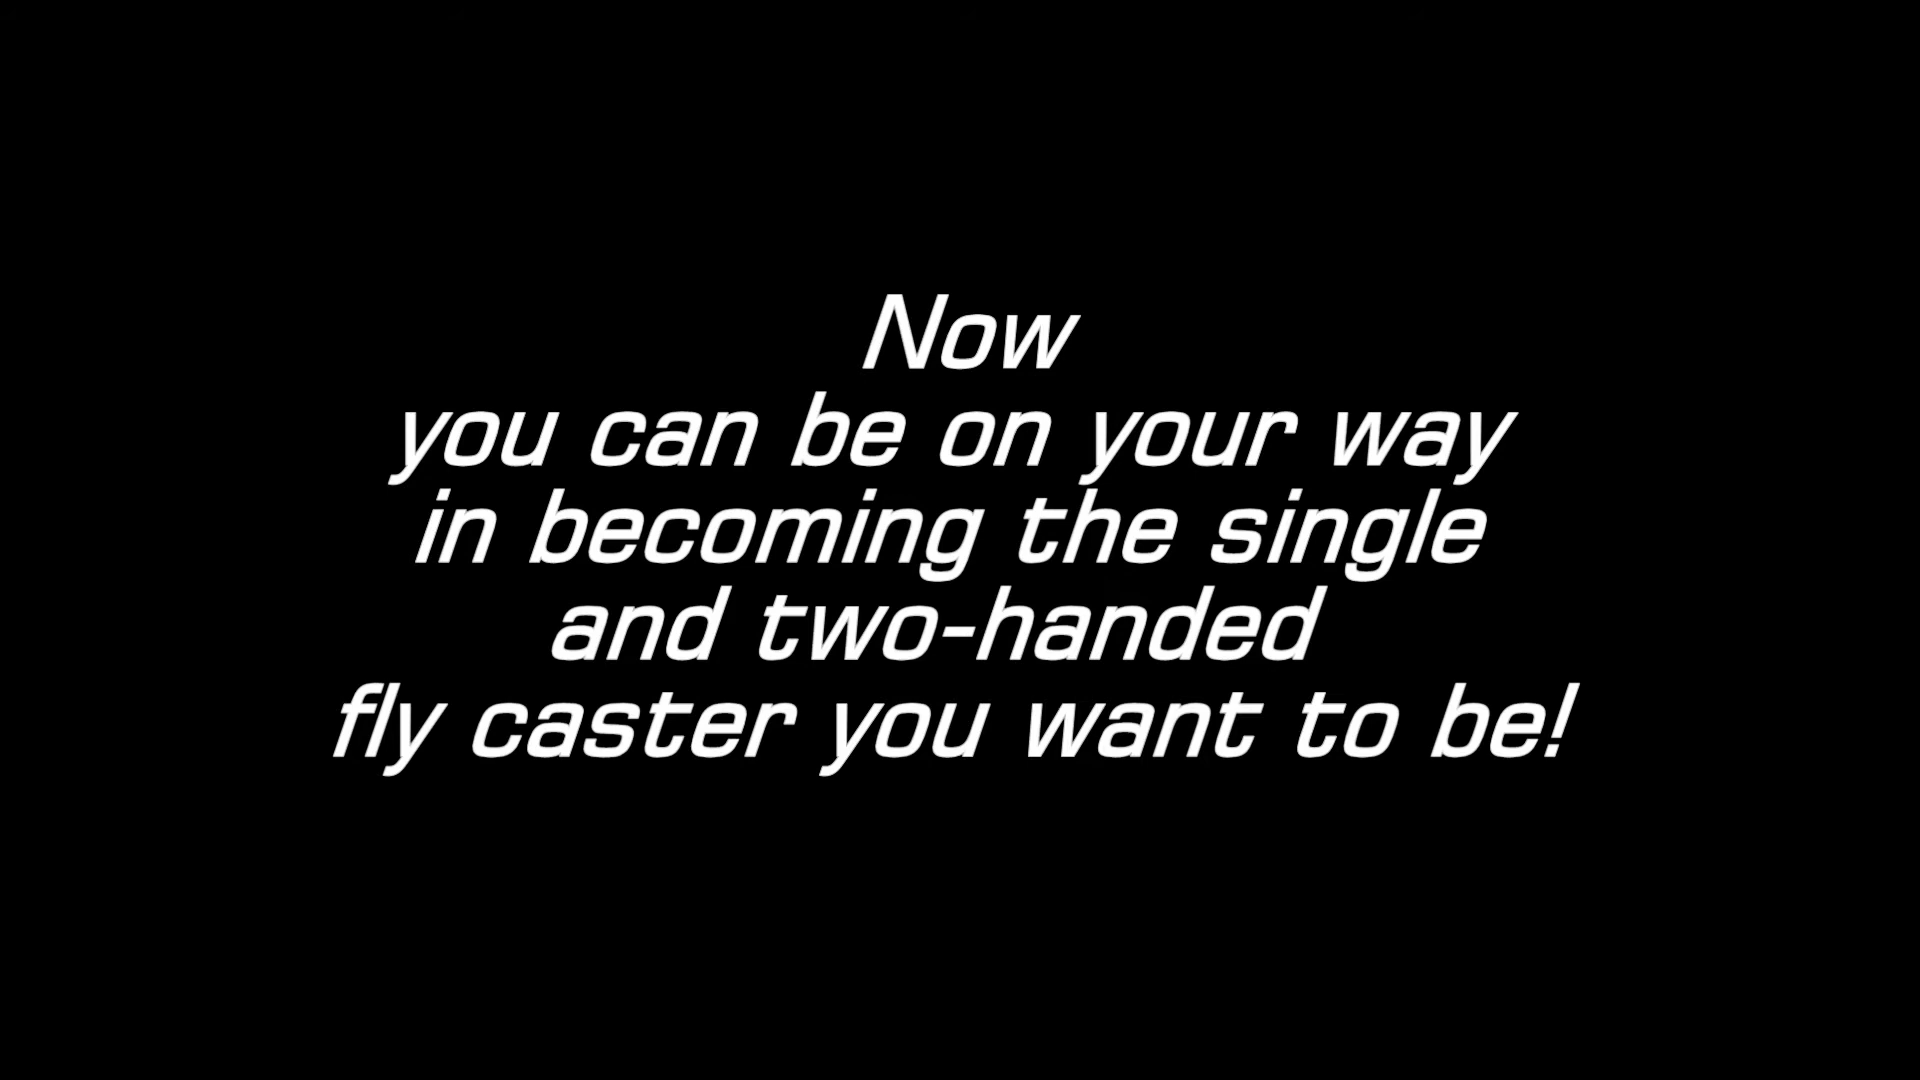 Now
you can be on your way
in becoming the single
and two-handed
fly caster you want to be!